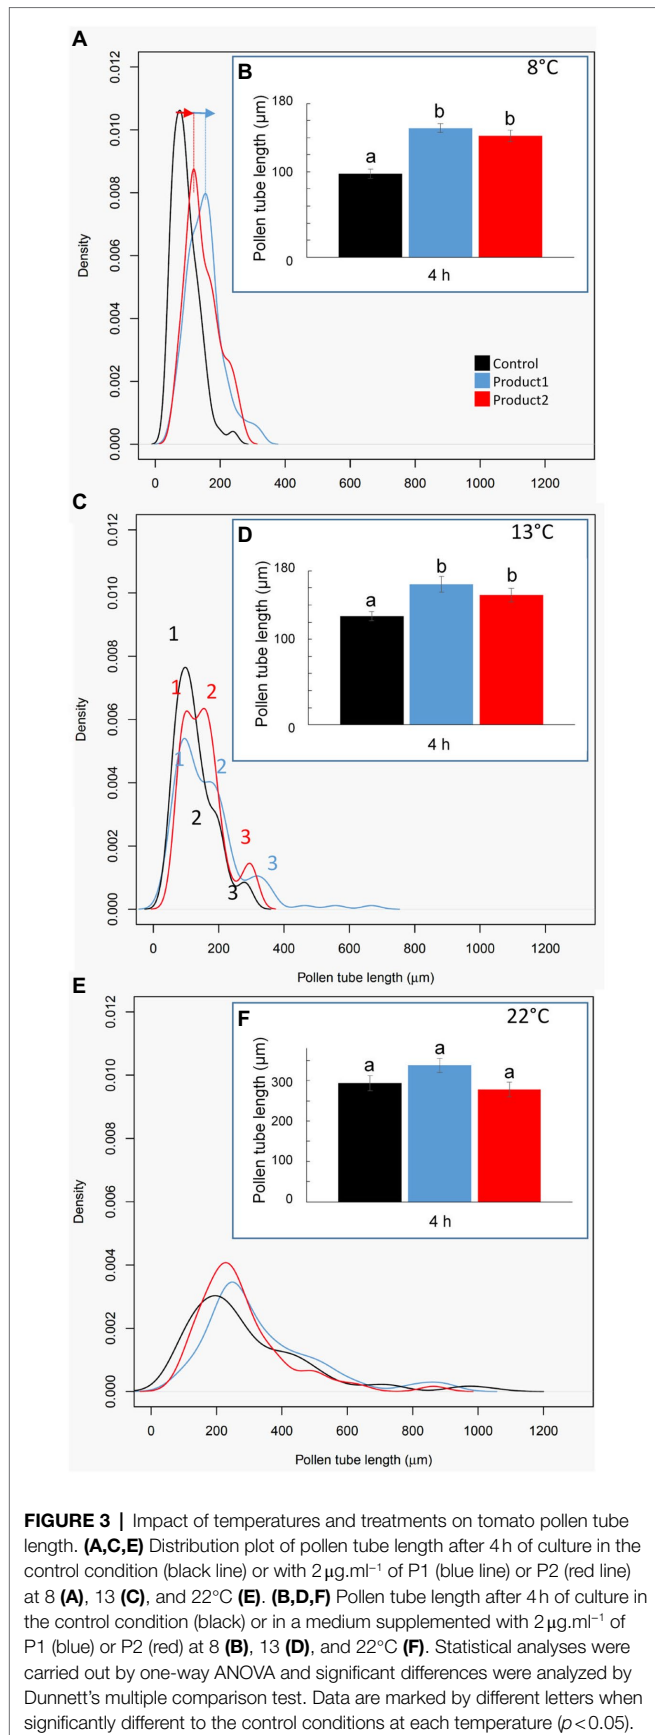 A
B
8°C
Pollen tube length (µm)
180
100
0
a
b
b
4 h
Density
0.012
0.010
0.008
0.006
0.004
0.002
0.000
Control
Product1
Product2
0 200 400 600 800 1000 1200
C
D
13°C
Pollen tube length (µm)
180
100
0
a
b
b
4 h
Density
0.012
0.010
0.008
0.006
0.004
0.002
0.000
1
1 2
1 2
2
3
3
3
0 200 400 600 800 1000 1200
Pollen tube length (µm)
E
F
22°C
Pollen tube length (µm)
300
200
100
0
a
a
a
4 h
Density
0.012
0.010
0.008
0.006
0.004
0.002
0.000
0 200 400 600 800 1000 1200
Pollen tube length (µm)
FIGURE 3 | Impact of temperatures and treatments on tomato pollen tube
length. (A,C,E) Distribution plot of pollen tube length after 4 h of culture in the
control condition (black line) or with 2 µg.ml⁻¹ of P1 (blue line) or P2 (red line)
at 8 (A), 13 (C), and 22°C (E). (B,D,F) Pollen tube length after 4 h of culture in
the control condition (black) or in a medium supplemented with 2 µg.ml⁻¹ of
P1 (blue) or P2 (red) at 8 (B), 13 (D), and 22°C (F). Statistical analyses were
carried out by one-way ANOVA and significant differences were analyzed by
Dunnett's multiple comparison test. Data are marked by different letters when
significantly different to the control conditions at each temperature (p < 0.05).